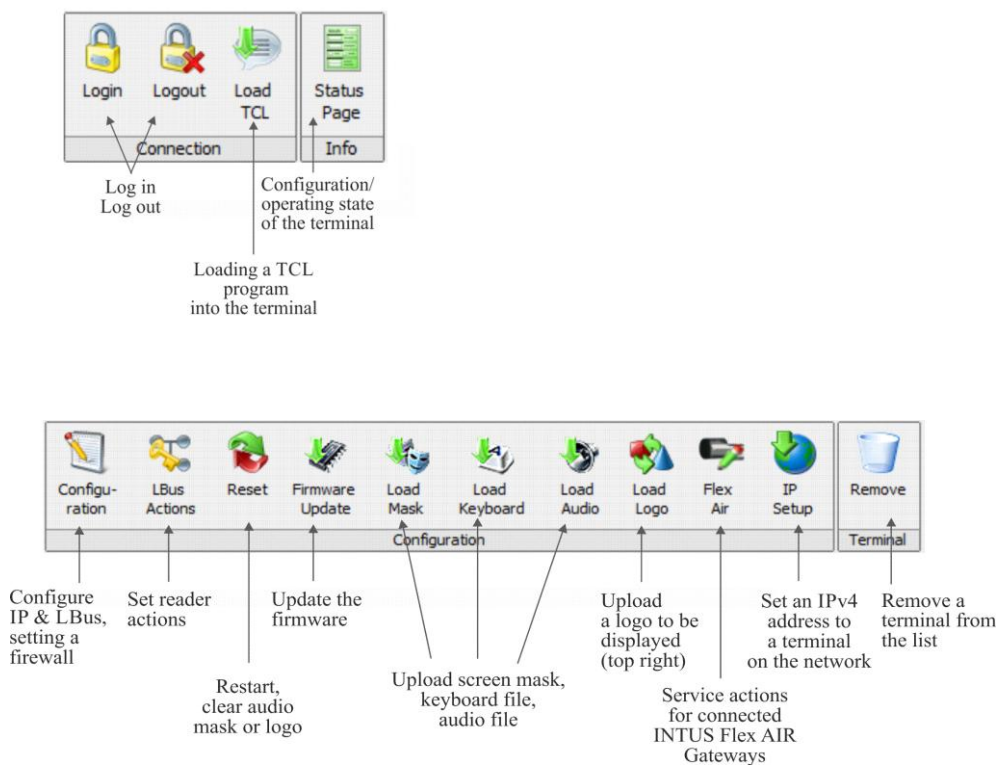 Login Logout Load Status
TCL Page
Connection Info
Log in
Log out
Configuration/
operating state
of the terminal
Loading a TCL
program
into the terminal
Configu- LBus Reset Firmware Load Load Load Load Flex IP Remove
ration Actions Update Mask Keyboard Audio Logo Air Setup
Configuration Terminal
Configure
IP & LBus,
setting a
firewall
Set reader
actions
Update the
firmware
Upload
a logo to be
displayed
(top right)
Set an IPv4
address to
a terminal
on the network
Remove a
terminal from
the list
Restart,
clear audio
mask or logo
Upload screen mask,
keyboard file,
audio file
Service actions
for connected
INTUS Flex AIR
Gateways